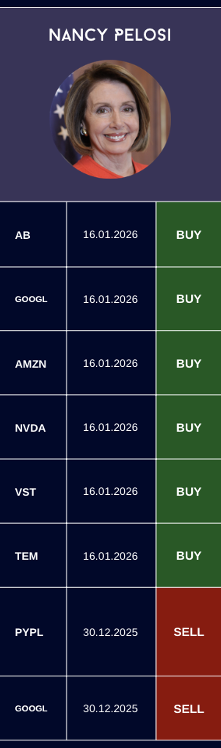 NANCY PELOSI
AB 16.01.2026 BUY
GOOGL 16.01.2026 BUY
AMZN 16.01.2026 BUY
NVDA 16.01.2026 BUY
VST 16.01.2026 BUY
TEM 16.01.2026 BUY
PYPL 30.12.2025 SELL
GOOGL 30.12.2025 SELL